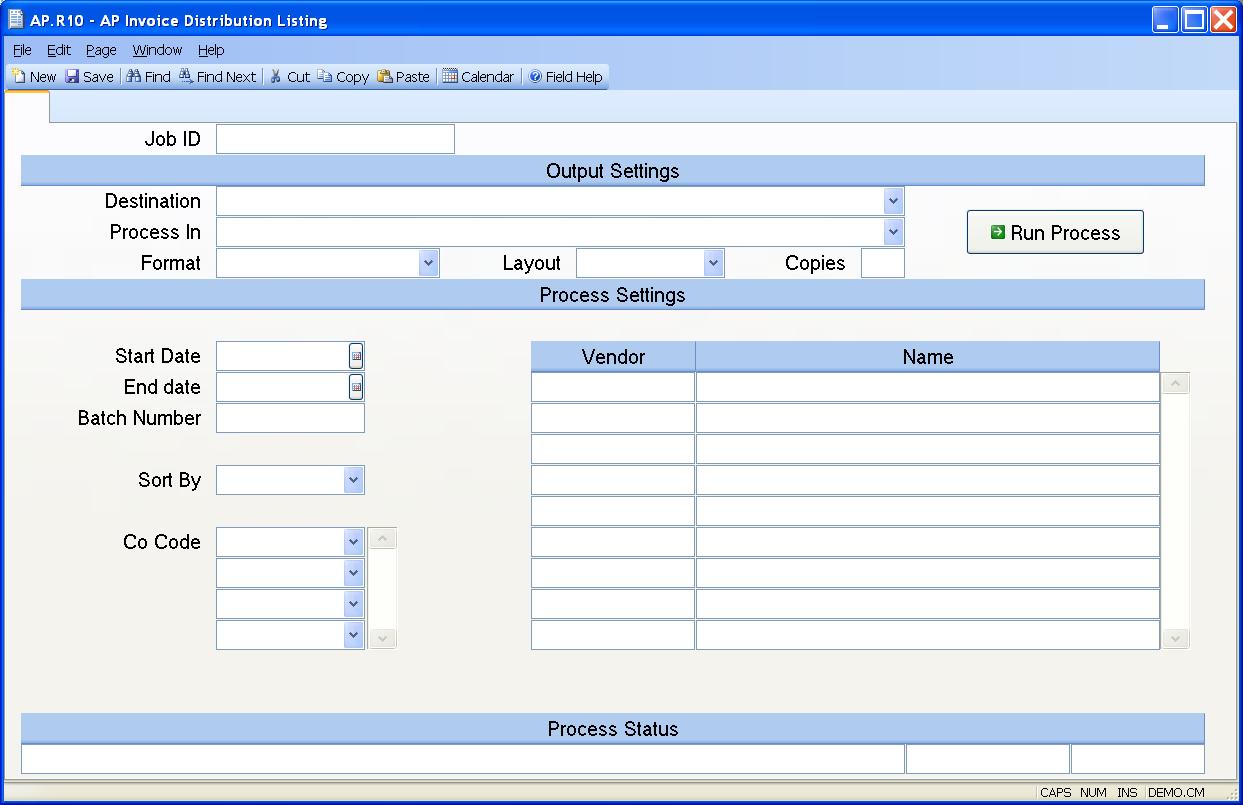 AP.R10 - AP Invoice Distribution Listing
File Edit Page Window Help
New Save Find Find Next Cut Copy Paste Calendar Field Help
Job ID
Output Settings
Destination
Process In
Run Process
Format Layout Copies
Process Settings
Start Date
Vendor Name
End date
Batch Number
Sort By
Co Code
Process Status
CAPS NUM INS DEMO.CM